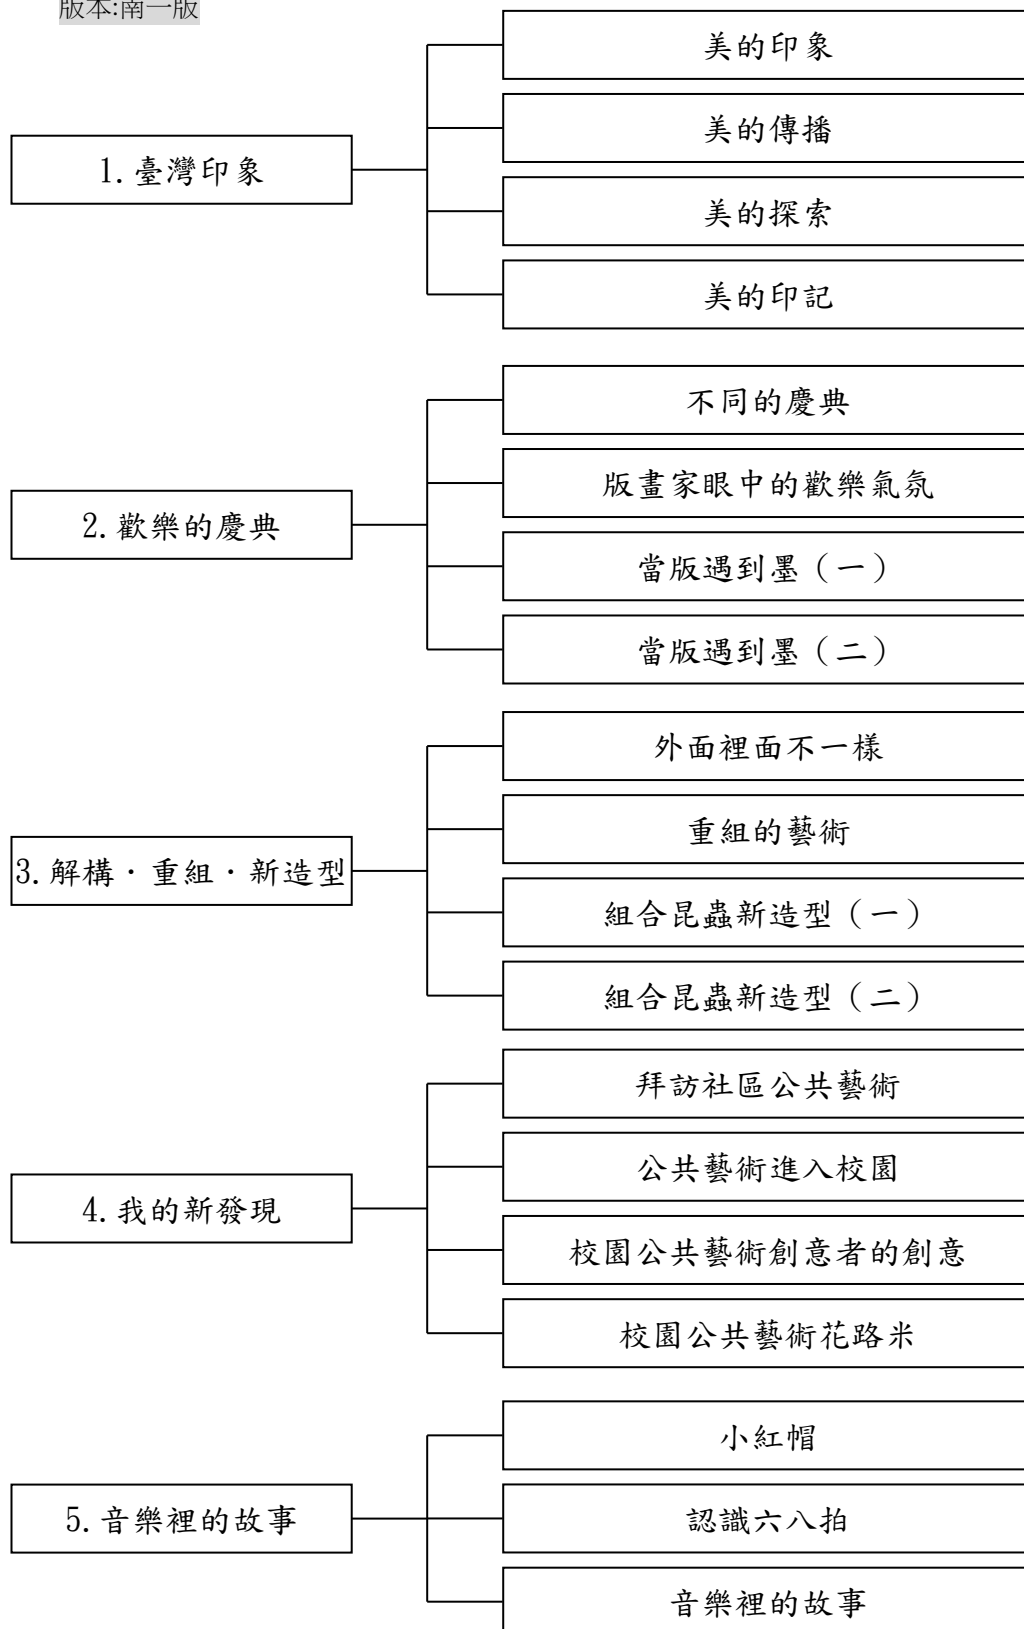 版本:南一版
1.臺灣印象
美的印象
美的傳播
美的探索
美的印記
2.歡樂的慶典
不同的慶典
版畫家眼中的歡樂氣氛
當版遇到墨（一）
當版遇到墨（二）
3.解構．重組．新造型
外面裡面不一樣
重組的藝術
組合昆蟲新造型（一）
組合昆蟲新造型（二）
4.我的新發現
拜訪社區公共藝術
公共藝術進入校園
校園公共藝術創意者的創意
校園公共藝術花路米
5.音樂裡的故事
小紅帽
認識六八拍
音樂裡的故事